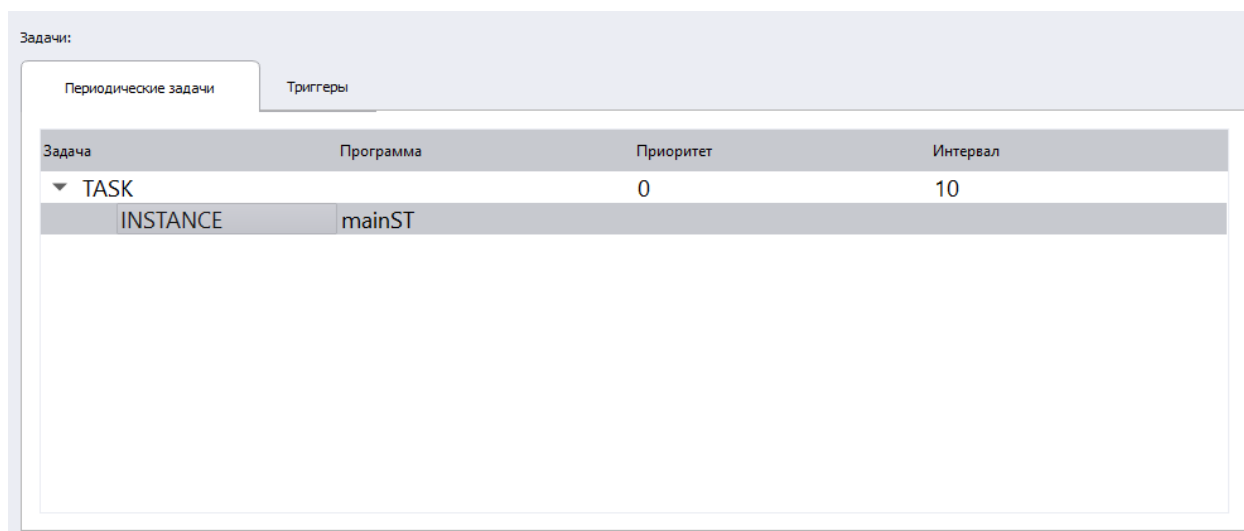 Задачи:
Периодические задачи Триггеры
Задача Программа Приоритет Интервал
TASK 0 10
INSTANCE mainST